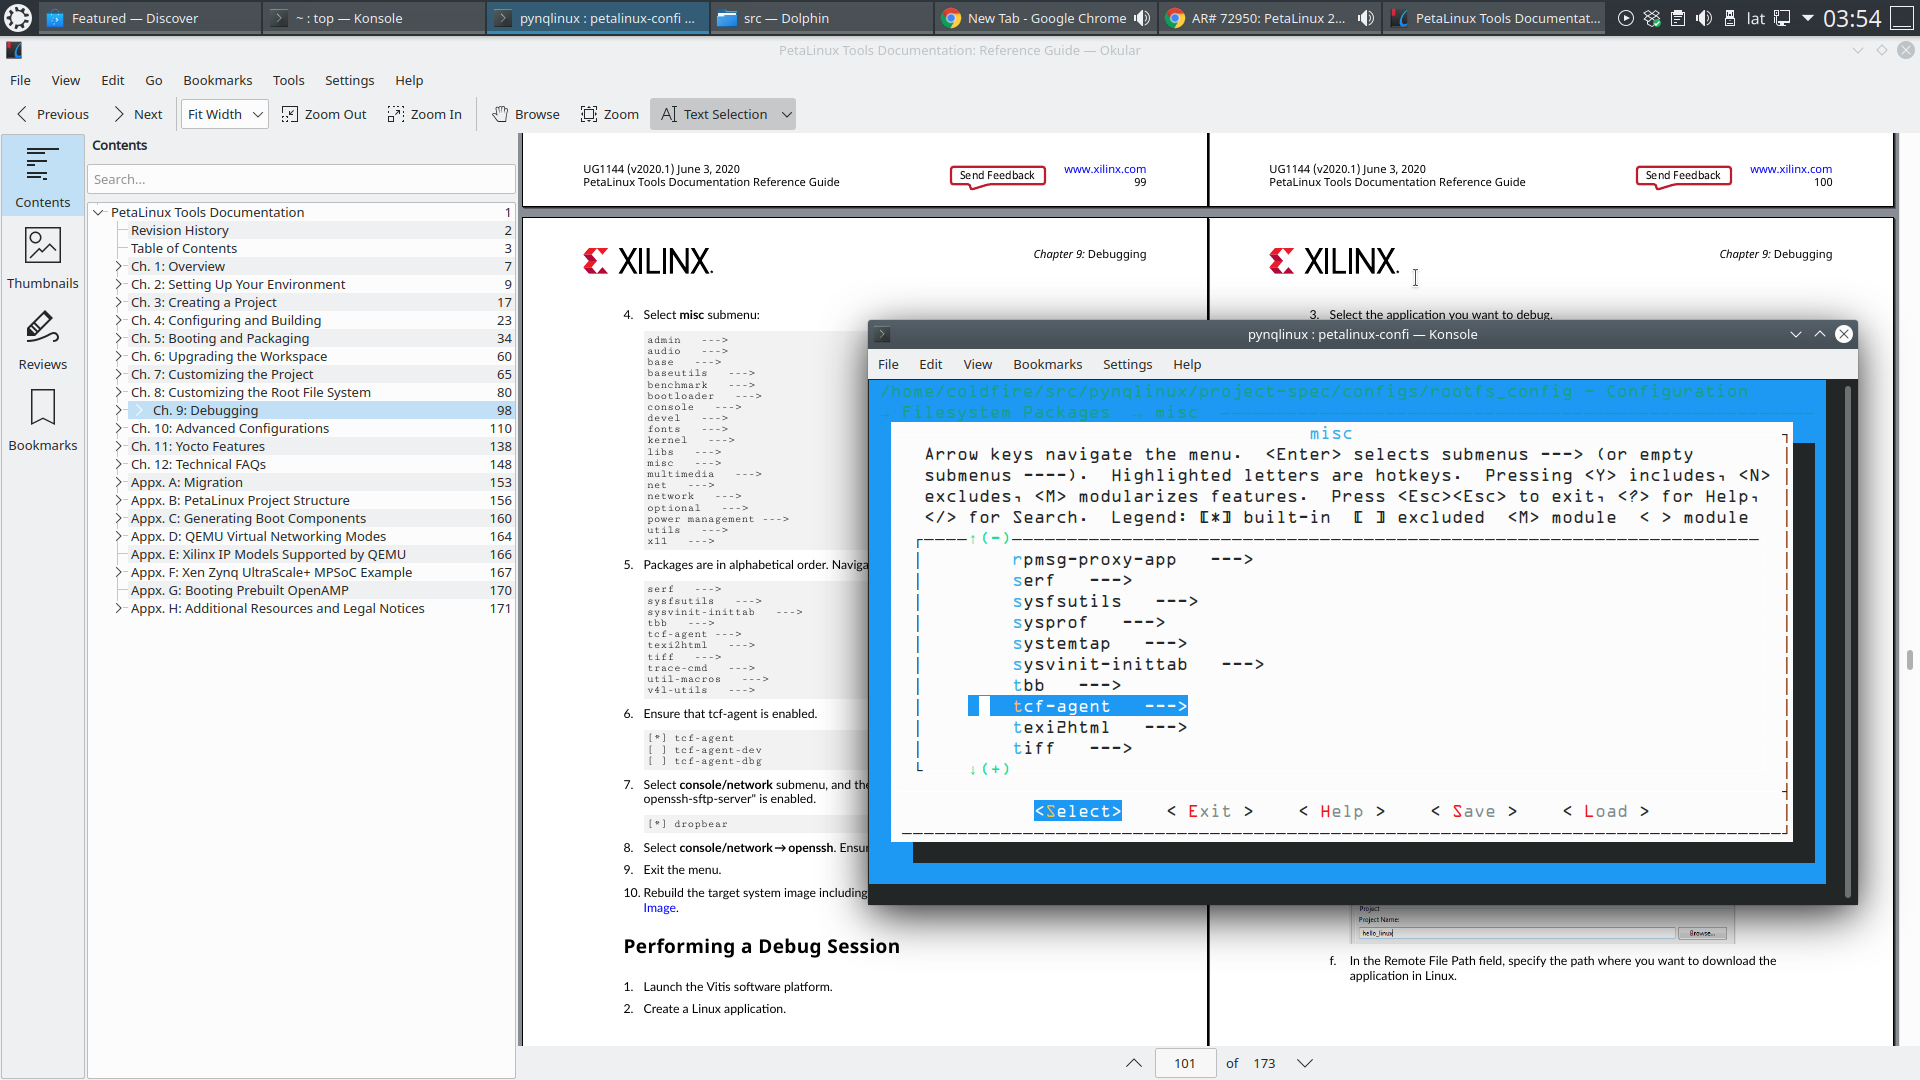 Featured — Discover
~ : top — Konsole
pynqlinux : petalinux-confi ...
src — Dolphin
New Tab - Google Chrome
AR# 72950: PetaLinux 2...
PetaLinux Tools Documentat...
lat
03:54
PetaLinux Tools Documentation: Reference Guide — Okular
File View Edit Go Bookmarks Tools Settings Help
Previous Next Fit Width Zoom Out Zoom In Browse Zoom Text Selection
Contents
Thumbnails
Reviews
Bookmarks
Contents
Search...
PetaLinux Tools Documentation 1
Revision History 2
Table of Contents 3
Ch. 1: Overview 7
Ch. 2: Setting Up Your Environment 9
Ch. 3: Creating a Project 17
Ch. 4: Configuring and Building 23
Ch. 5: Booting and Packaging 34
Ch. 6: Upgrading the Workspace 60
Ch. 7: Customizing the Project 65
Ch. 8: Customizing the Root File System 80
Ch. 9: Debugging 98
Ch. 10: Advanced Configurations 110
Ch. 11: Yocto Features 138
Ch. 12: Technical FAQs 148
Appx. A: Migration 153
Appx. B: PetaLinux Project Structure 156
Appx. C: Generating Boot Components 160
Appx. D: QEMU Virtual Networking Modes 164
Appx. E: Xilinx IP Models Supported by QEMU 166
Appx. F: Xen Zynq UltraScale+ MPSoC Example 167
Appx. G: Booting Prebuilt OpenAMP 170
Appx. H: Additional Resources and Legal Notices 171
UG1144 (v2020.1) June 3, 2020 www.xilinx.com
PetaLinux Tools Documentation Reference Guide Send Feedback 99
UG1144 (v2020.1) June 3, 2020 www.xilinx.com
PetaLinux Tools Documentation Reference Guide Send Feedback 100
XILINX.
Chapter 9: Debugging
4. Select misc submenu:
admin --->
audio --->
base --->
baseutils --->
benchmark --->
bootloader --->
console --->
devel --->
fonts --->
kernel --->
libs --->
misc --->
multimedia --->
net --->
network --->
optional --->
power management --->
utils --->
x11 --->
5. Packages are in alphabetical order. Naviga
serf --->
sysfsutils --->
sysvinit-inittab --->
tbb --->
tcf-agent --->
texi2html --->
tiff --->
trace-cmd --->
util-macros --->
v4l-utils --->
6. Ensure that tcf-agent is enabled.
[*] tcf-agent
[ ] tcf-agent-dev
[ ] tcf-agent-dbg
7. Select console/network submenu, and the
openssh-sftp-server" is enabled.
[*] dropbear
8. Select console/network→openssh. Ensur
9. Exit the menu.
10. Rebuild the target system image including
Image.
Performing a Debug Session
1. Launch the Vitis software platform.
2. Create a Linux application.
XILINX.
Chapter 9: Debugging
3. Select the application you want to debug.
pynqlinux : petalinux-confi — Konsole
File Edit View Bookmarks Settings Help
/home/coldfire/src/pynqlinux/project-spec/configs/rootfs_config - Configuration
→ Filesystem Packages → misc
misc
Arrow keys navigate the menu. <Enter> selects submenus ---> (or empty
submenus ----). Highlighted letters are hotkeys. Pressing <Y> includes, <N>
excludes, <M> modularizes features. Press <Esc><Esc> to exit, <?> for Help,
</> for Search. Legend: [*] built-in [ ] excluded <M> module < > module
↑(-)
rpmsg-proxy-app --->
serf --->
sysfsutils --->
sysprof --->
systemtap --->
sysvinit-inittab --->
tbb --->
tcf-agent --->
texi2html --->
tiff --->
↓(+)
<Select> < Exit > < Help > < Save > < Load >
Project
Project Name:
hello_linux Browse...
f. In the Remote File Path field, specify the path where you want to download the
application in Linux.
101 of 173